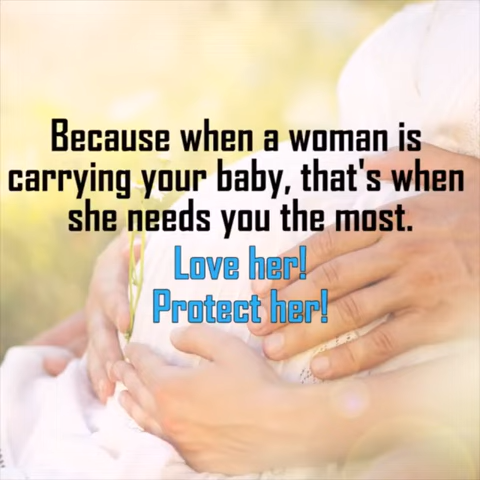 Because when a woman is
carrying your baby, that's when
she needs you the most.
Love her!
Protect her!